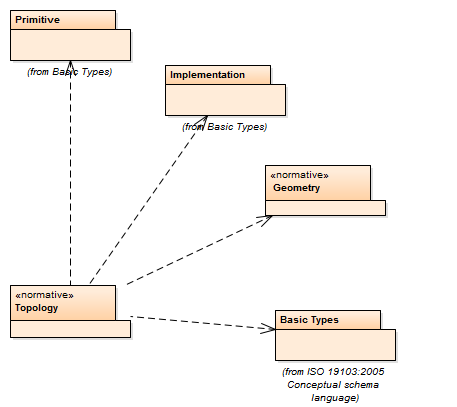 Primitive
(from Basic Types)
Implementation
(from Basic Types)
«normative»
Geometry
«normative»
Topology
Basic Types
(from ISO 19103:2005
Conceptual schema
language)